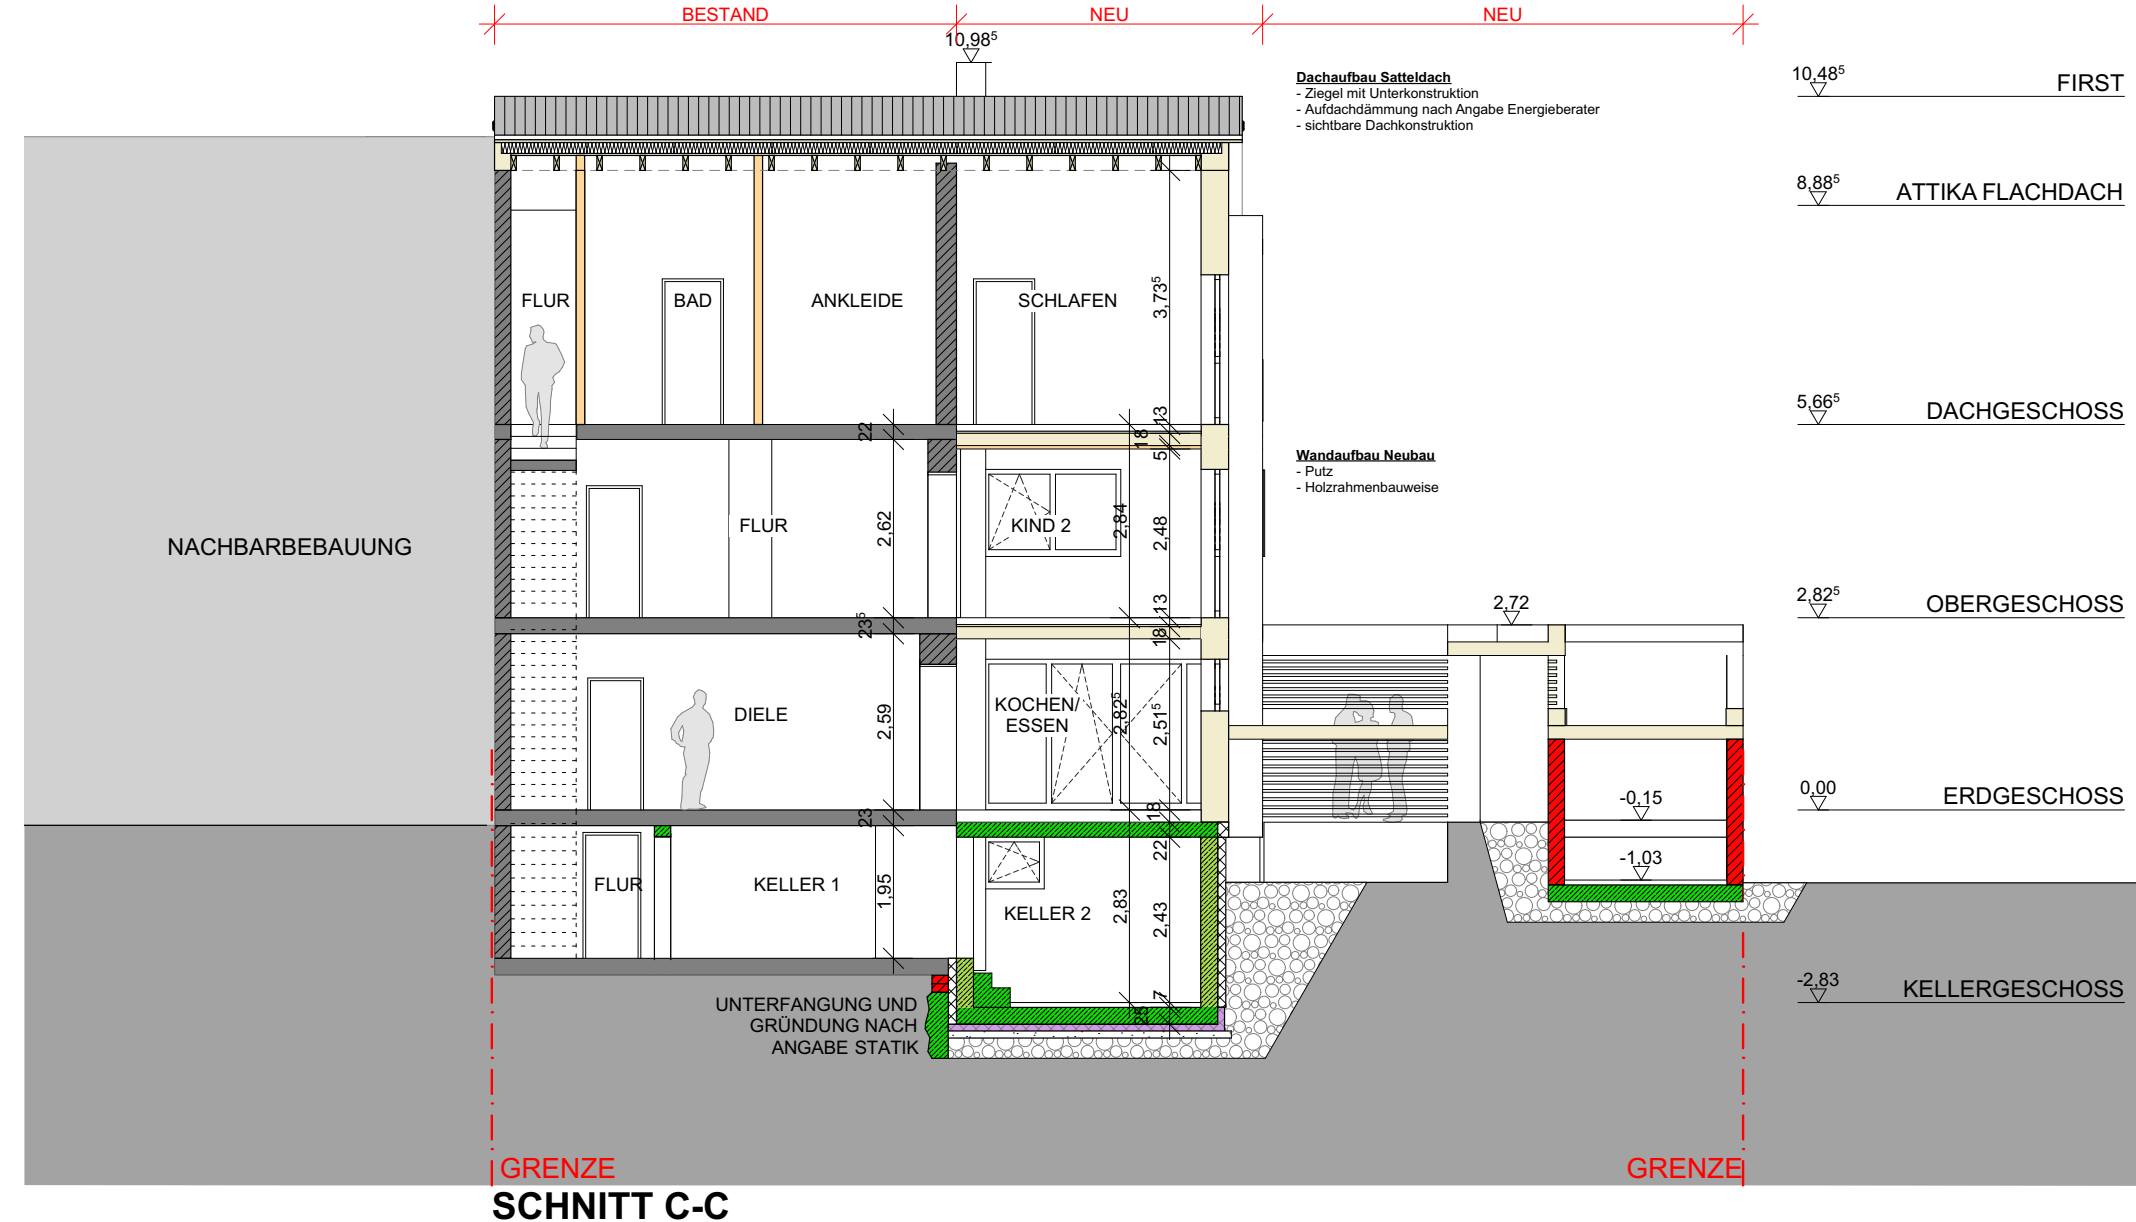 BESTAND
NEU
NEU
10,98⁵
Dachaufbau Satteldach
- Ziegel mit Unterkonstruktion
- Aufdachdämmung nach Angabe Energieberater
- sichtbare Dachkonstruktion
10,48⁵ FIRST
8,88⁵ ATTIKA FLACHDACH
FLUR
BAD
ANKLEIDE
SCHLAFEN
3,73⁵
5,66⁵ DACHGESCHOSS
22
13
18
5
Wandaufbau Neubau
- Putz
- Holzrahmenbauweise
NACHBARBEBAUUNG
FLUR
2,62
KIND 2
2,84
2,48
2,82⁵ OBERGESCHOSS
2,72
23⁵
13
18
DIELE
2,59
KOCHEN/
ESSEN
2,82⁵
2,51⁵
0,00 ERDGESCHOSS
-0,15
23
18
22
-1,03
FLUR
KELLER 1
1,95
KELLER 2
2,83
2,43
-2,83 KELLERGESCHOSS
7
25
UNTERFANGUNG UND
GRÜNDUNG NACH
ANGABE STATIK
GRENZE
GRENZE
SCHNITT C-C